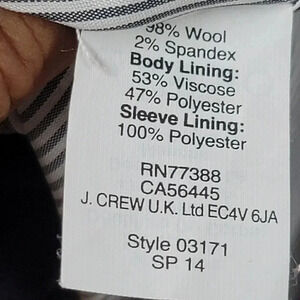 98% Wool
2% Spandex
Body Lining:
53% Viscose
47% Polyester
Sleeve Lining:
100% Polyester
RN77388
CA56445
J. CREW U.K. Ltd EC4V 6JA
Style 03171
SP 14